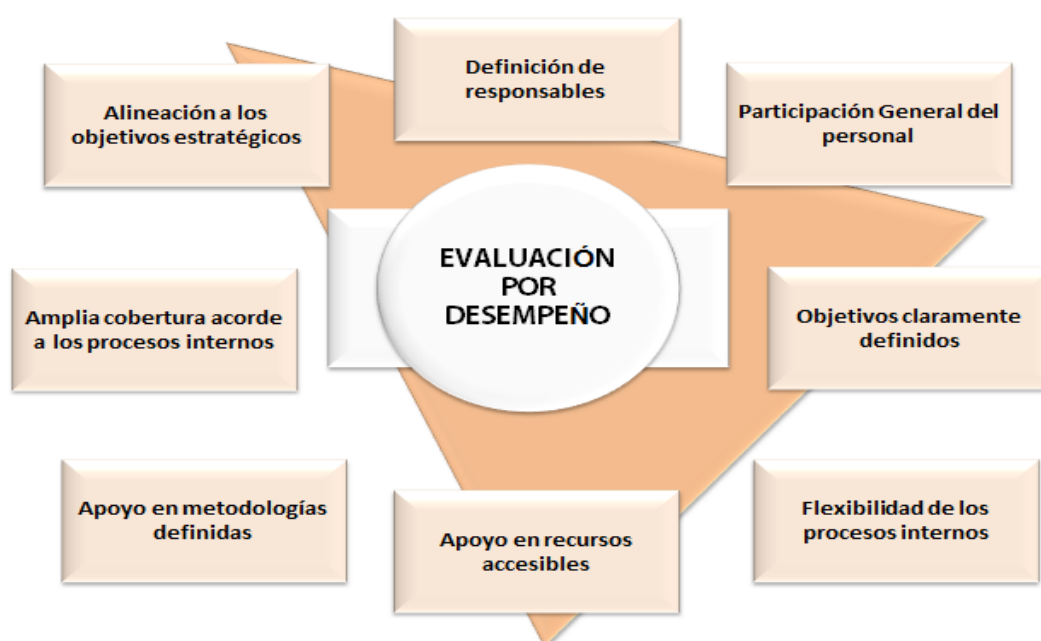 Definición de
responsables
Alineación a los
objetivos estratégicos
Participación General del
personal
EVALUACIÓN
POR
DESEMPEÑO
Amplia cobertura acorde
a los procesos internos
Objetivos claramente
definidos
Apoyo en metodologías
definidas
Apoyo en recursos
accesibles
Flexibilidad de los
procesos internos